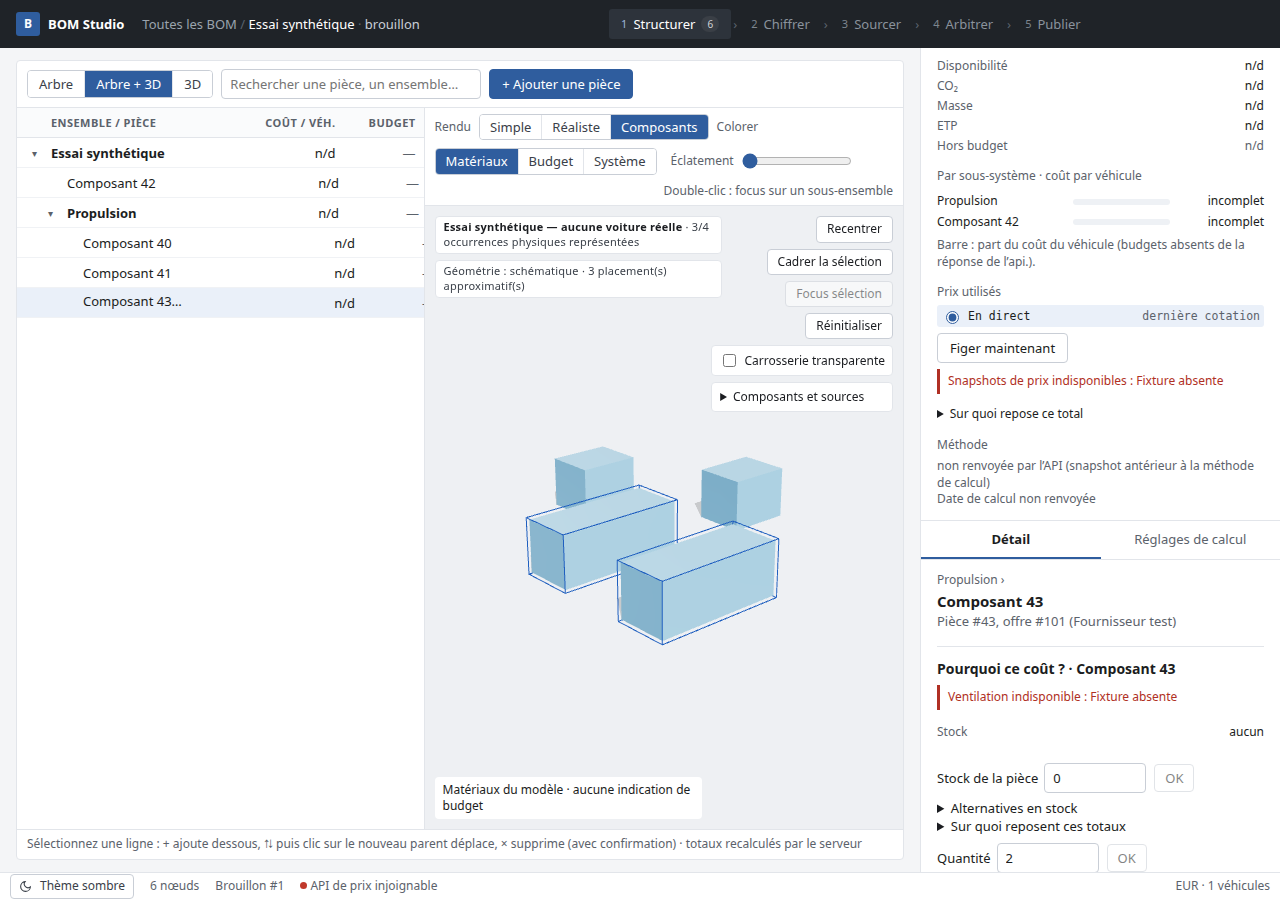 B BOM Studio Toutes les BOM / Essai synthétique · brouillon 1 Structurer 6 › 2 Chiffrer › 3 Sourcer › 4 Arbitrer › 5 Publier
Arbre Arbre + 3D 3D Rechercher une pièce, un ensemble... + Ajouter une pièce
ENSEMBLE / PIÈCE COÛT / VÉH. BUDGET
▾ Essai synthétique n/d —
Composant 42 n/d —
▾ Propulsion n/d —
Composant 40 n/d
Composant 41 n/d
Composant 43... n/d
Rendu Simple Réaliste Composants Colorer
Matériaux Budget Système Éclatement
Double-clic : focus sur un sous-ensemble
Essai synthétique — aucune voiture réelle · 3/4
occurrences physiques représentées
Géométrie : schématique · 3 placement(s)
approximatif(s)
Recentrer
Cadrer la sélection
Focus sélection
Réinitialiser
Carrosserie transparente
▶ Composants et sources
Matériaux du modèle · aucune indication de
budget
Sélectionnez une ligne : + ajoute dessous, ⇅ puis clic sur le nouveau parent déplace, × supprime (avec confirmation) · totaux recalculés par le serveur
Disponibilité n/d
CO₂ n/d
Masse n/d
ETP n/d
Hors budget n/d
Par sous-système · coût par véhicule
Propulsion incomplet
Composant 42 incomplet
Barre : part du coût du véhicule (budgets absents de la
réponse de l’api.).
Prix utilisés
En direct dernière cotation
Figer maintenant
Snapshots de prix indisponibles : Fixture absente
▶ Sur quoi repose ce total
Méthode
non renvoyée par l’API (snapshot antérieur à la méthode
de calcul)
Date de calcul non renvoyée
Détail Réglages de calcul
Propulsion ›
Composant 43
Pièce #43, offre #101 (Fournisseur test)
Pourquoi ce coût ? · Composant 43
Ventilation indisponible : Fixture absente
Stock aucun
Stock de la pièce 0 OK
▶ Alternatives en stock
▶ Sur quoi reposent ces totaux
Quantité 2 OK
Thème sombre 6 nœuds Brouillon #1 API de prix injoignable EUR · 1 véhicules